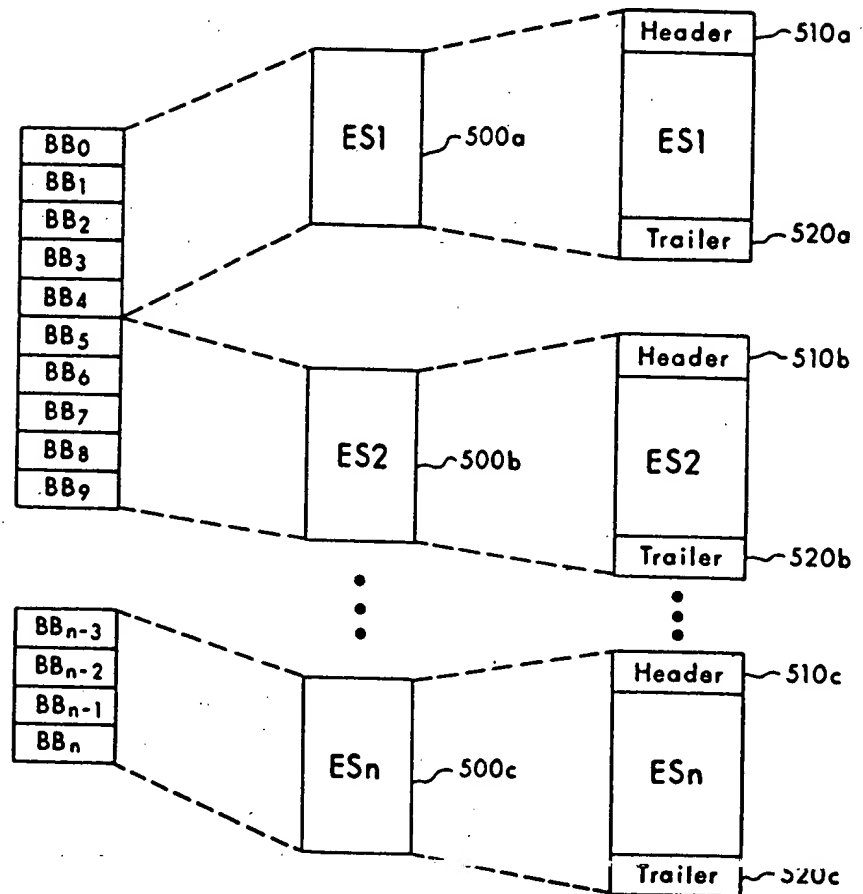 Header 510a
ES1
Trailer 520a
ES1 500a
BB0
BB1
BB2
BB3
BB4
BB5
BB6
BB7
BB8
BB9
Header 510b
ES2
Trailer 520b
ES2 500b
BBn-3
BBn-2
BBn-1
BBn
ESn 500c
Header 510c
ESn
Trailer 520c